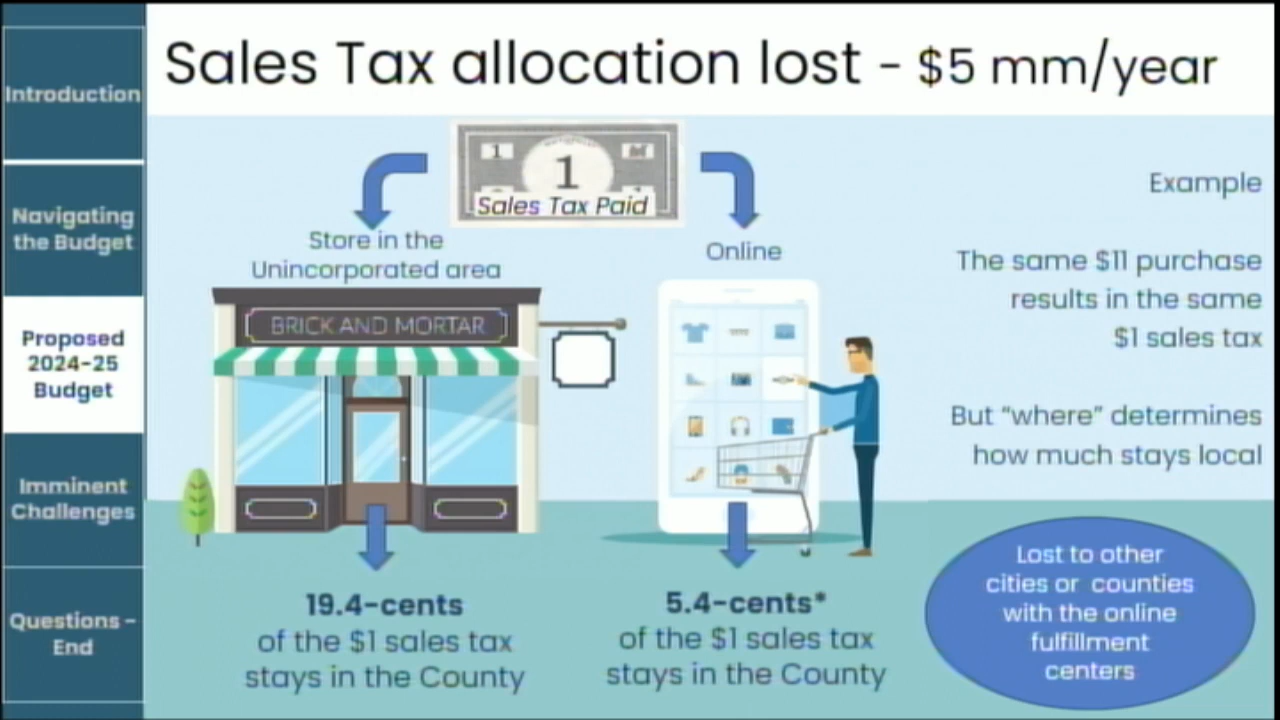 Introduction
Navigating
the Budget
Proposed
2024-25
Budget
Imminent
Challenges
Questions -
End
Sales Tax allocation lost - $5 mm/year
1
1
Sales Tax Paid
Store in the
Unincorporated area
BRICK AND MORTAR
19.4-cents
of the $1 sales tax
stays in the County
Online
5.4-cents*
of the $1 sales tax
stays in the County
Example
The same $11 purchase
results in the same
$1 sales tax
But "where" determines
how much stays local
Lost to other
cities or counties
with the online
fulfillment
centers